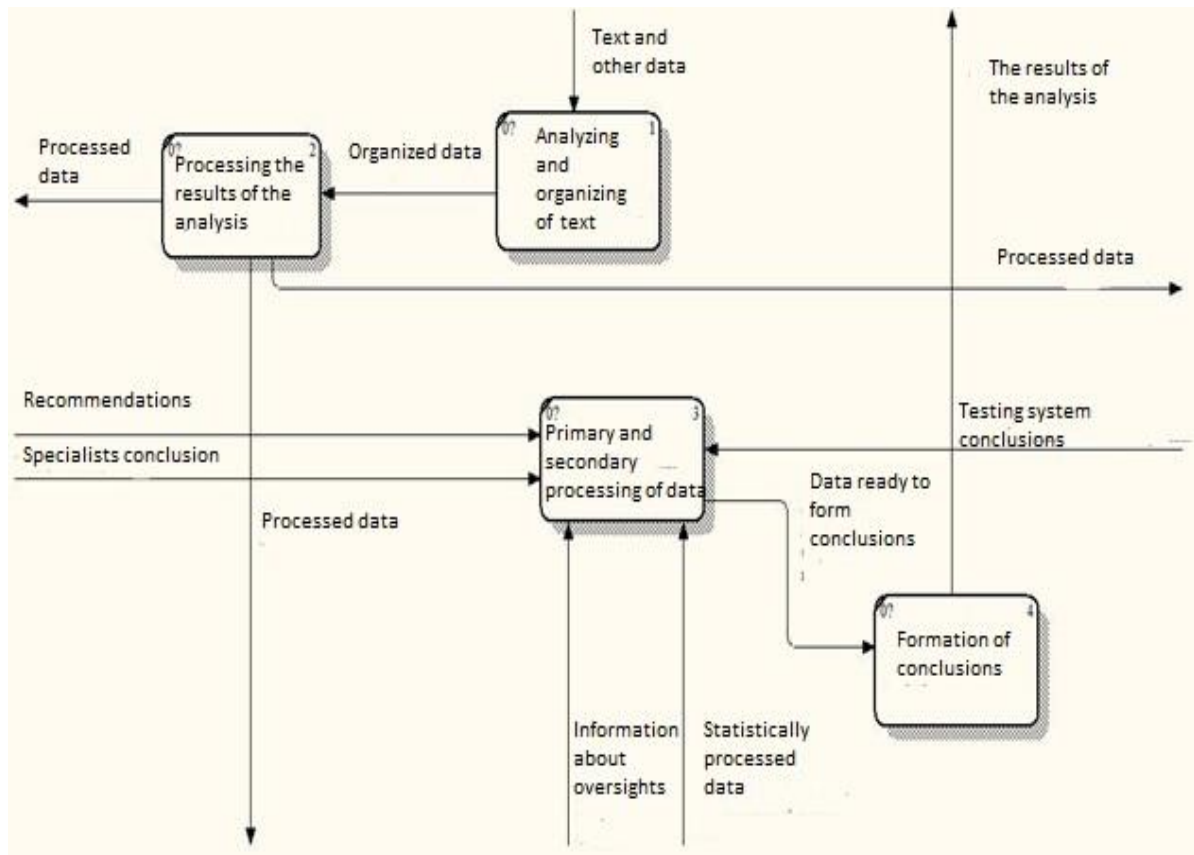 Text and
other data
The results of
the analysis
Processed
data
0?
2
Processing the
results of the
analysis
Organized data
0?
1
Analyzing
and
organizing
of text
Processed data
Recommendations
Specialists conclusion
0?
3
Primary and
secondary
processing of data
Testing system
conclusions
Processed data
Data ready to
form
conclusions
0?
4
Formation of
conclusions
Information
about
oversights
Statistically
processed
data